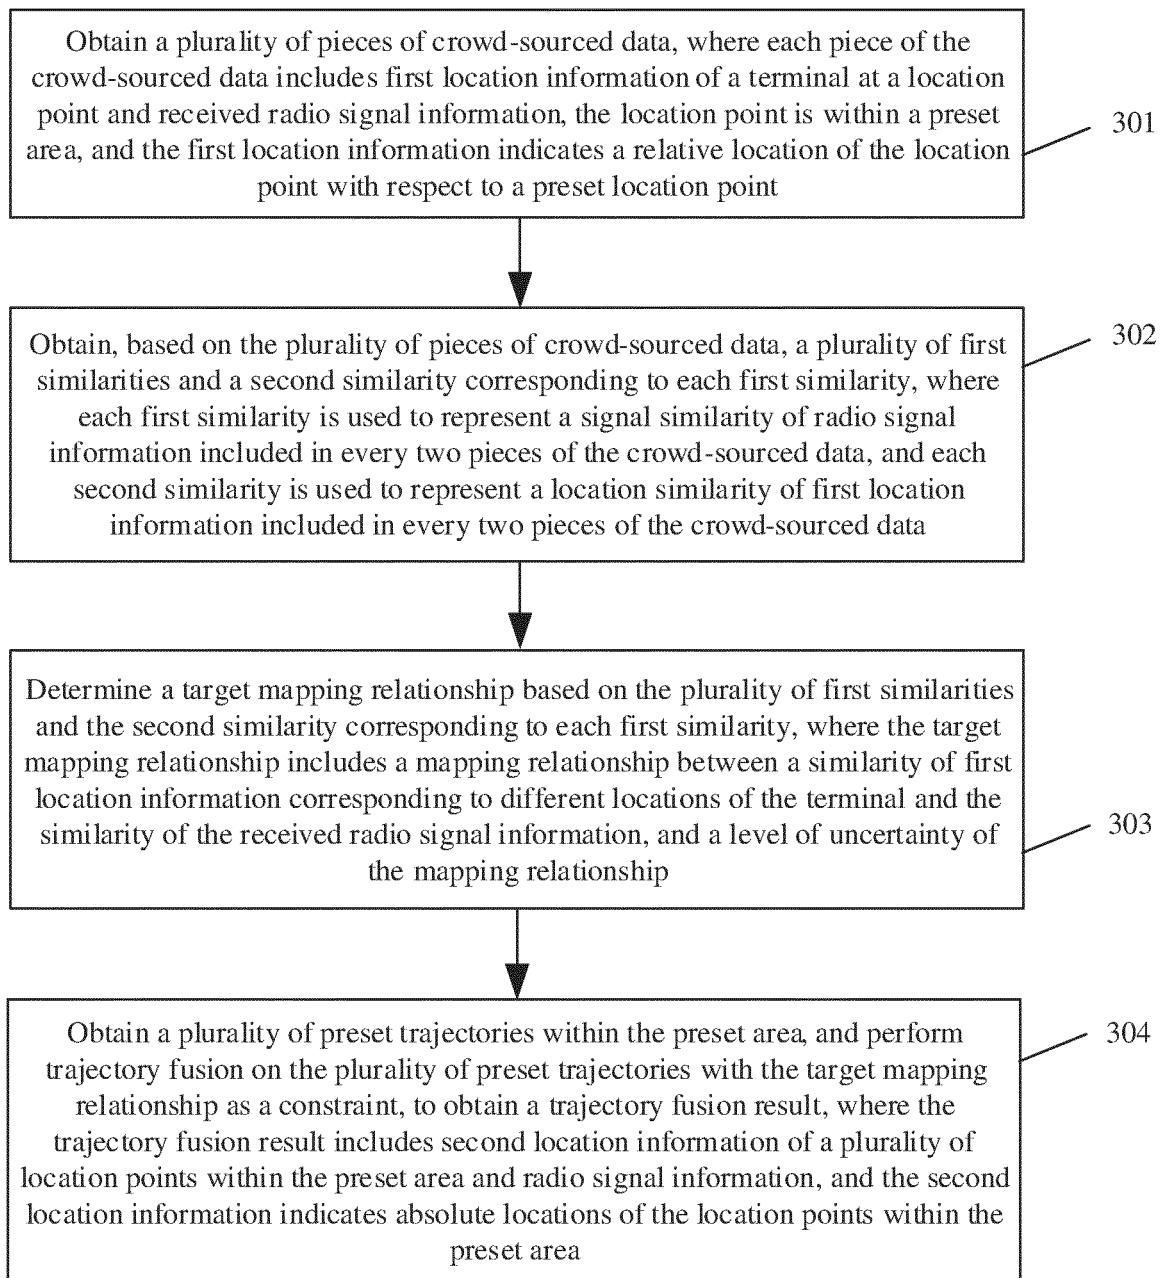 Obtain a plurality of pieces of crowd-sourced data, where each piece of the
crowd-sourced data includes first location information of a terminal at a location
point and received radio signal information, the location point is within a preset
area, and the first location information indicates a relative location of the location
point with respect to a preset location point
301
Obtain, based on the plurality of pieces of crowd-sourced data, a plurality of first
similarities and a second similarity corresponding to each first similarity, where
each first similarity is used to represent a signal similarity of radio signal
information included in every two pieces of the crowd-sourced data, and each
second similarity is used to represent a location similarity of first location
information included in every two pieces of the crowd-sourced data
302
Determine a target mapping relationship based on the plurality of first similarities
and the second similarity corresponding to each first similarity, where the target
mapping relationship includes a mapping relationship between a similarity of first
location information corresponding to different locations of the terminal and the
similarity of the received radio signal information, and a level of uncertainty of
the mapping relationship
303
Obtain a plurality of preset trajectories within the preset area, and perform
trajectory fusion on the plurality of preset trajectories with the target mapping
relationship as a constraint, to obtain a trajectory fusion result, where the
trajectory fusion result includes second location information of a plurality of
location points within the preset area and radio signal information, and the second
location information indicates absolute locations of the location points within the
preset area
304